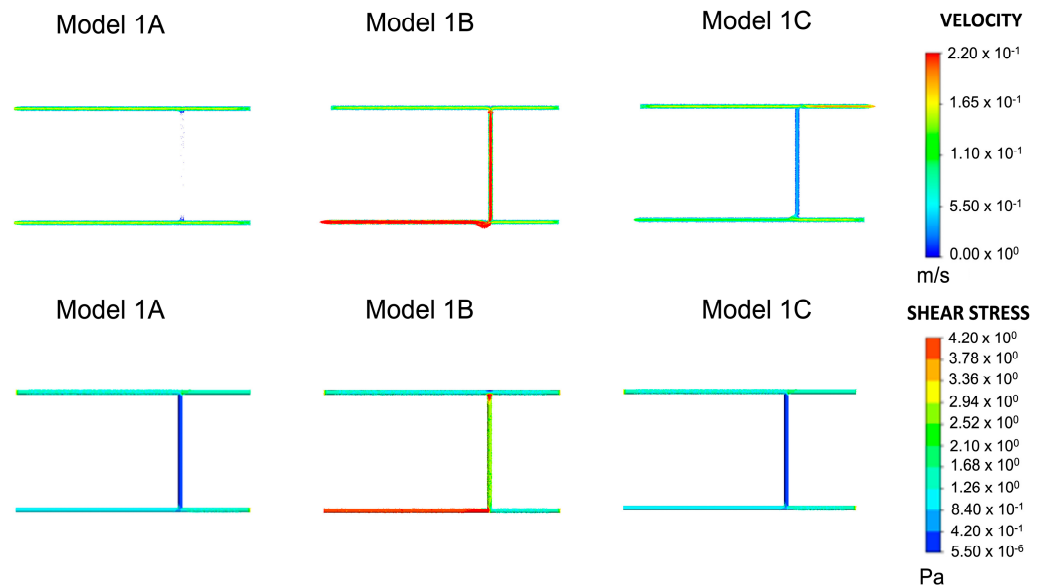 Model 1A
Model 1B
Model 1C
VELOCITY
2.20 x 10⁻¹
1.65 x 10⁻¹
1.10 x 10⁻¹
5.50 x 10⁻¹
0.00 x 10⁰
m/s
Model 1A
Model 1B
Model 1C
SHEAR STRESS
4.20 x 10⁰
3.78 x 10⁰
3.36 x 10⁰
2.94 x 10⁰
2.52 x 10⁰
2.10 x 10⁰
1.68 x 10⁰
1.26 x 10⁰
8.40 x 10⁻¹
4.20 x 10⁻¹
5.50 x 10⁻⁶
Pa